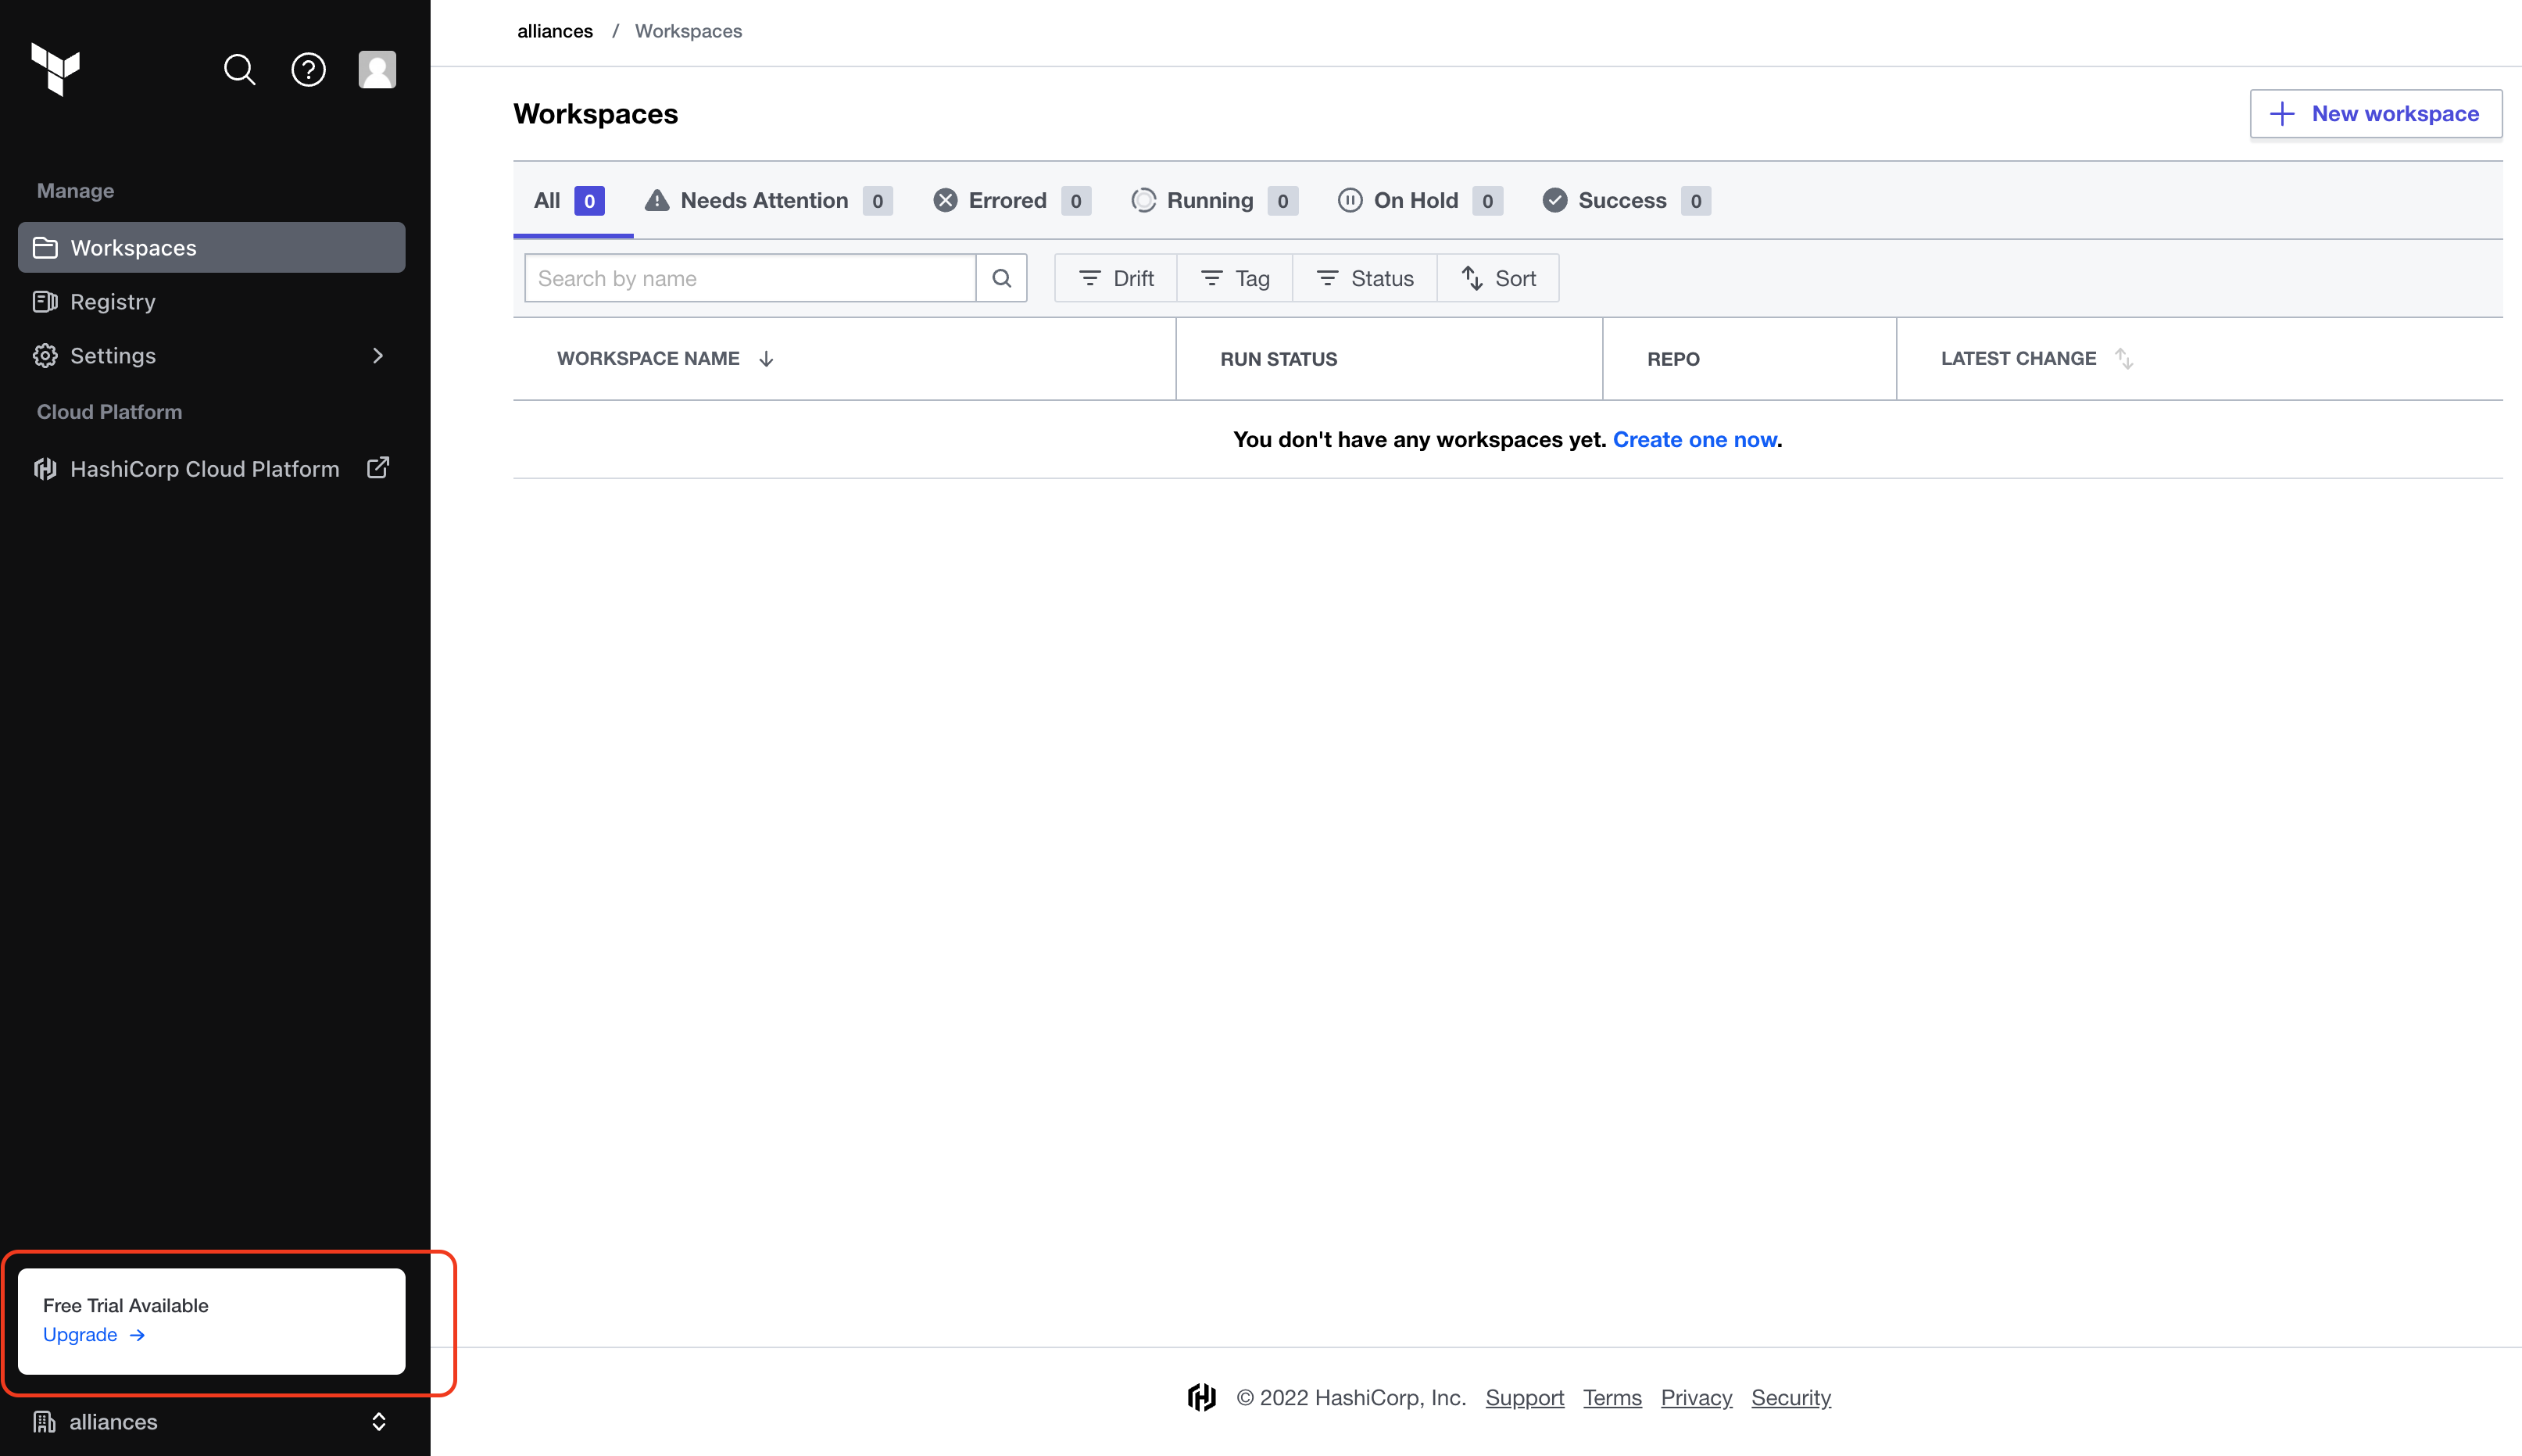 alliances / Workspaces
Manage
Workspaces
Registry
Settings
Cloud Platform
HashiCorp Cloud Platform
Free Trial Available
Upgrade →
alliances
Workspaces
+ New workspace
All 0 Needs Attention 0 Errored 0 Running 0 On Hold 0 Success 0
Search by name Drift Tag Status Sort
WORKSPACE NAME ↓ RUN STATUS REPO LATEST CHANGE
You don't have any workspaces yet. Create one now.
© 2022 HashiCorp, Inc. Support Terms Privacy Security